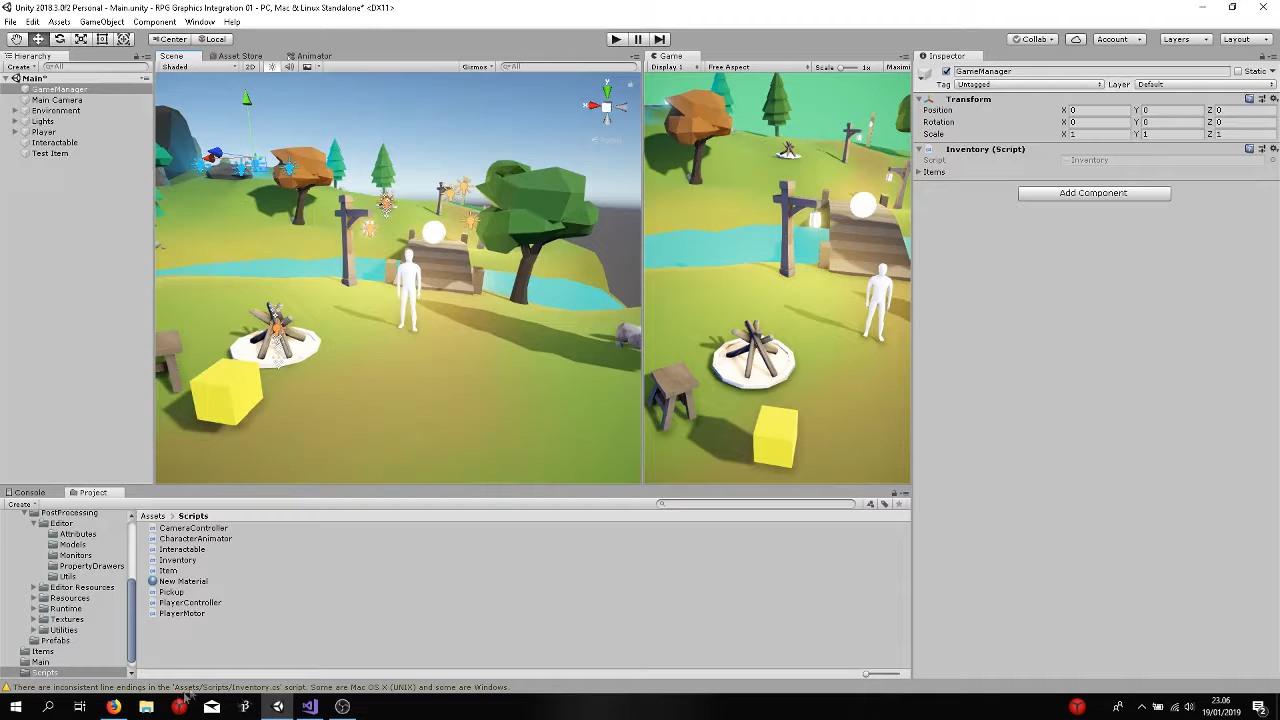 Unity 2018.3.0f2 Personal - Main.unity - RPG Graphics Integration 01 - PC, Mac & Linux Standalone* <DX11>
File Edit Assets GameObject Component Window Help
Center Local Collab Account Layers Layout
Hierarchy
Create All
Main*
GameManager
Main Camera
Environment
Lights
Player
Interactable
Test Item
Scene Asset Store Animator
Shaded 2D Gizmos All
y
x
Persp
Game
Display 1 Free Aspect Scale 1x Maximi
Inspector
GameManager Static
Tag Untagged Layer Default
Transform
Position X 0 Y 0 Z 0
Rotation X 0 Y 0 Z 0
Scale X 1 Y 1 Z 1
Inventory (Script)
Script Inventory
Items
Add Component
Console Project
Create
PostProcessing
Editor
Attributes
Models
Monitors
PropertyDrawers
Utils
Editor Resources
Resources
Runtime
Textures
Utilities
Prefabs
Items
Main
Scripts
Assets > Scripts
CameraController
CharacterAnimator
Interactable
Inventory
Item
New Material
Pickup
PlayerController
PlayerMotor
There are inconsistent line endings in the 'Assets/Scripts/Inventory.cs' script. Some are Mac OS X (UNIX) and some are Windows.
23.06
19/01/2019
2